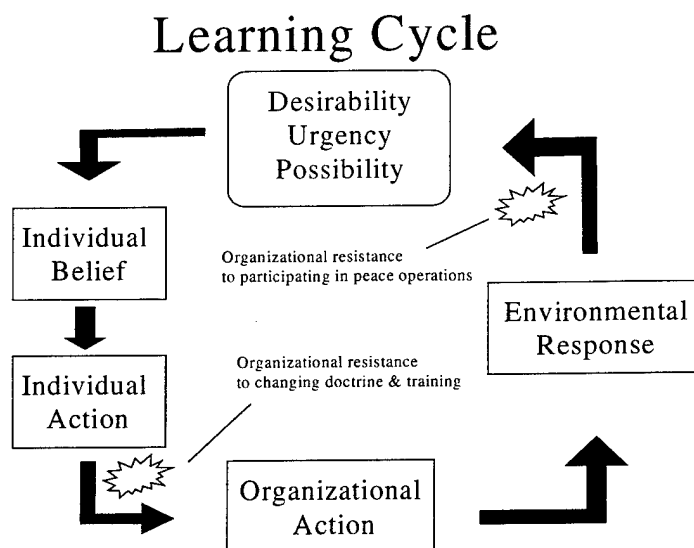 Learning Cycle
Desirability
Urgency
Possibility
Individual
Belief
Organizational resistance
to participating in peace operations
Environmental
Response
Individual
Action
Organizational resistance
to changing doctrine & training
Organizational
Action